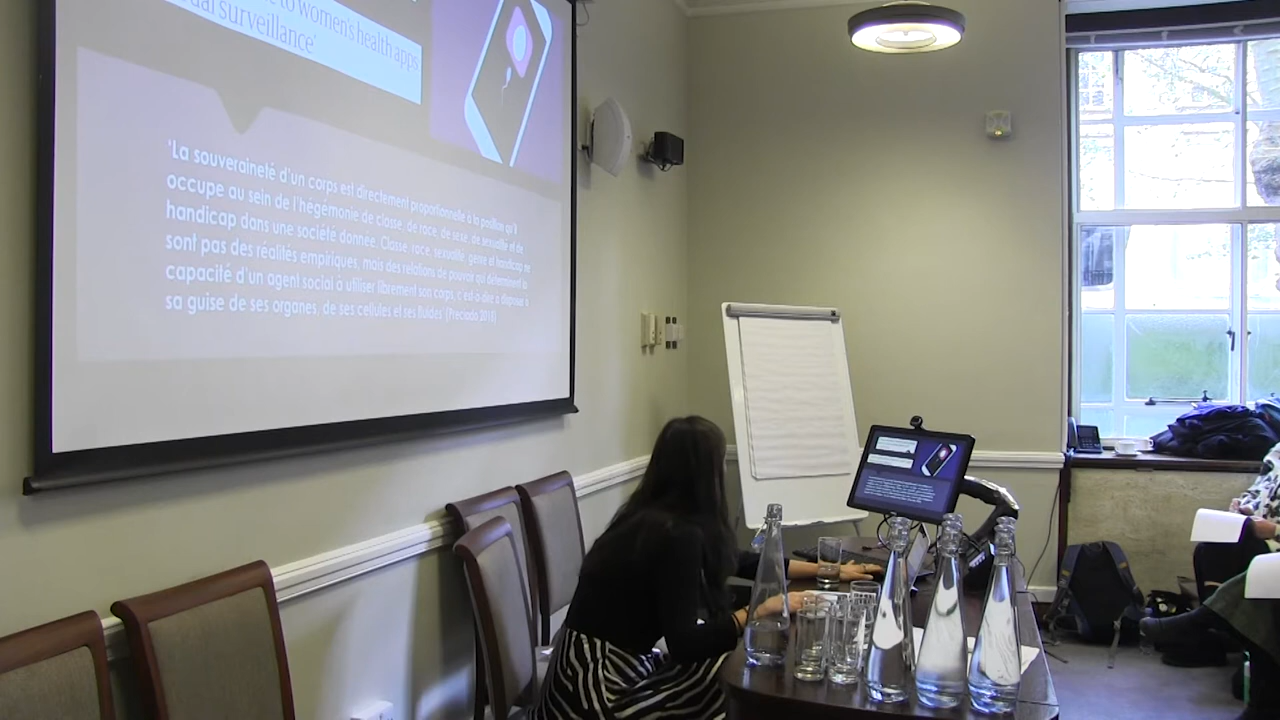 e to women's health apps
ual surveillance'
'La souveraineté d'un corps est directement proportionnelle à la position qu'il
occupe au sein de l'hégémonie de classe, de race, de sexe, de sexualité et de
handicap dans une société donnée. Classe, race, sexualité, genre et handicap ne
sont pas des réalités empiriques, mais des relations de pouvoir qui déterminent la
capacité d'un agent social à utiliser librement son corps, c'est-à-dire à disposer à
sa guise de ses organes, de ses cellules et ses fluides' (Preciado 2018)